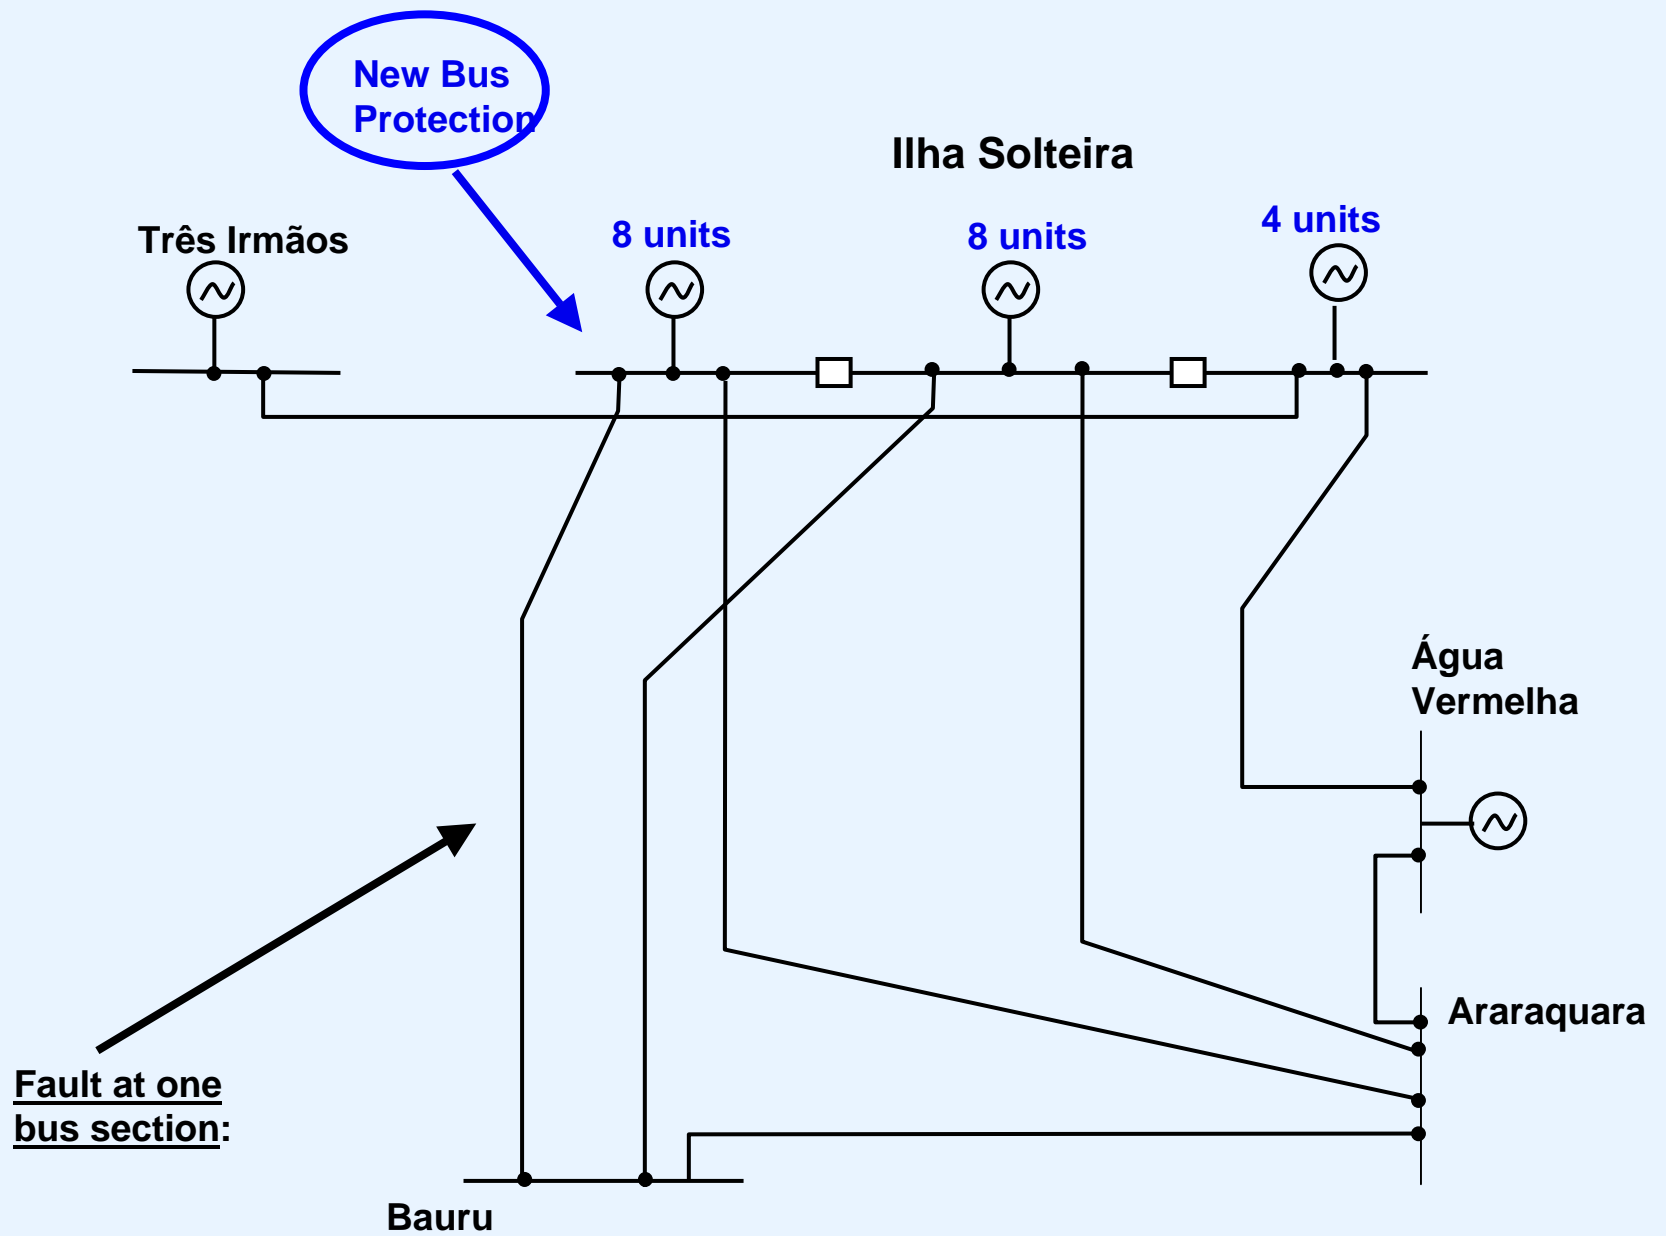 New Bus
Protection
Ilha Solteira
Três Irmãos
8 units
8 units
4 units
Água
Vermelha
Araraquara
Fault at one
bus section:
Bauru